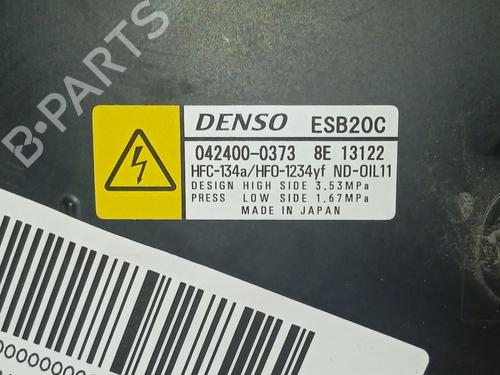 B-PARTS
DENSO ESB20C
042400-0373 8E 13122
HFC-134a/HFO-1234yf ND-OIL11
DESIGN HIGH SIDE 3.53MPa
PRESS LOW SIDE 1.67MPa
MADE IN JAPAN
B-PARTS